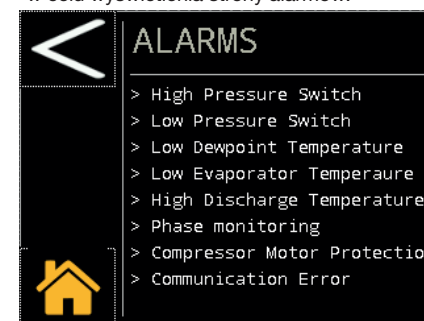 ALARMS
> High Pressure Switch
> Low Pressure Switch
> Low Dewpoint Temperature
> Low Evaporator Temperaure
> High Discharge Temperature
> Phase monitoring
> Compressor Motor Protectio
> Communication Error